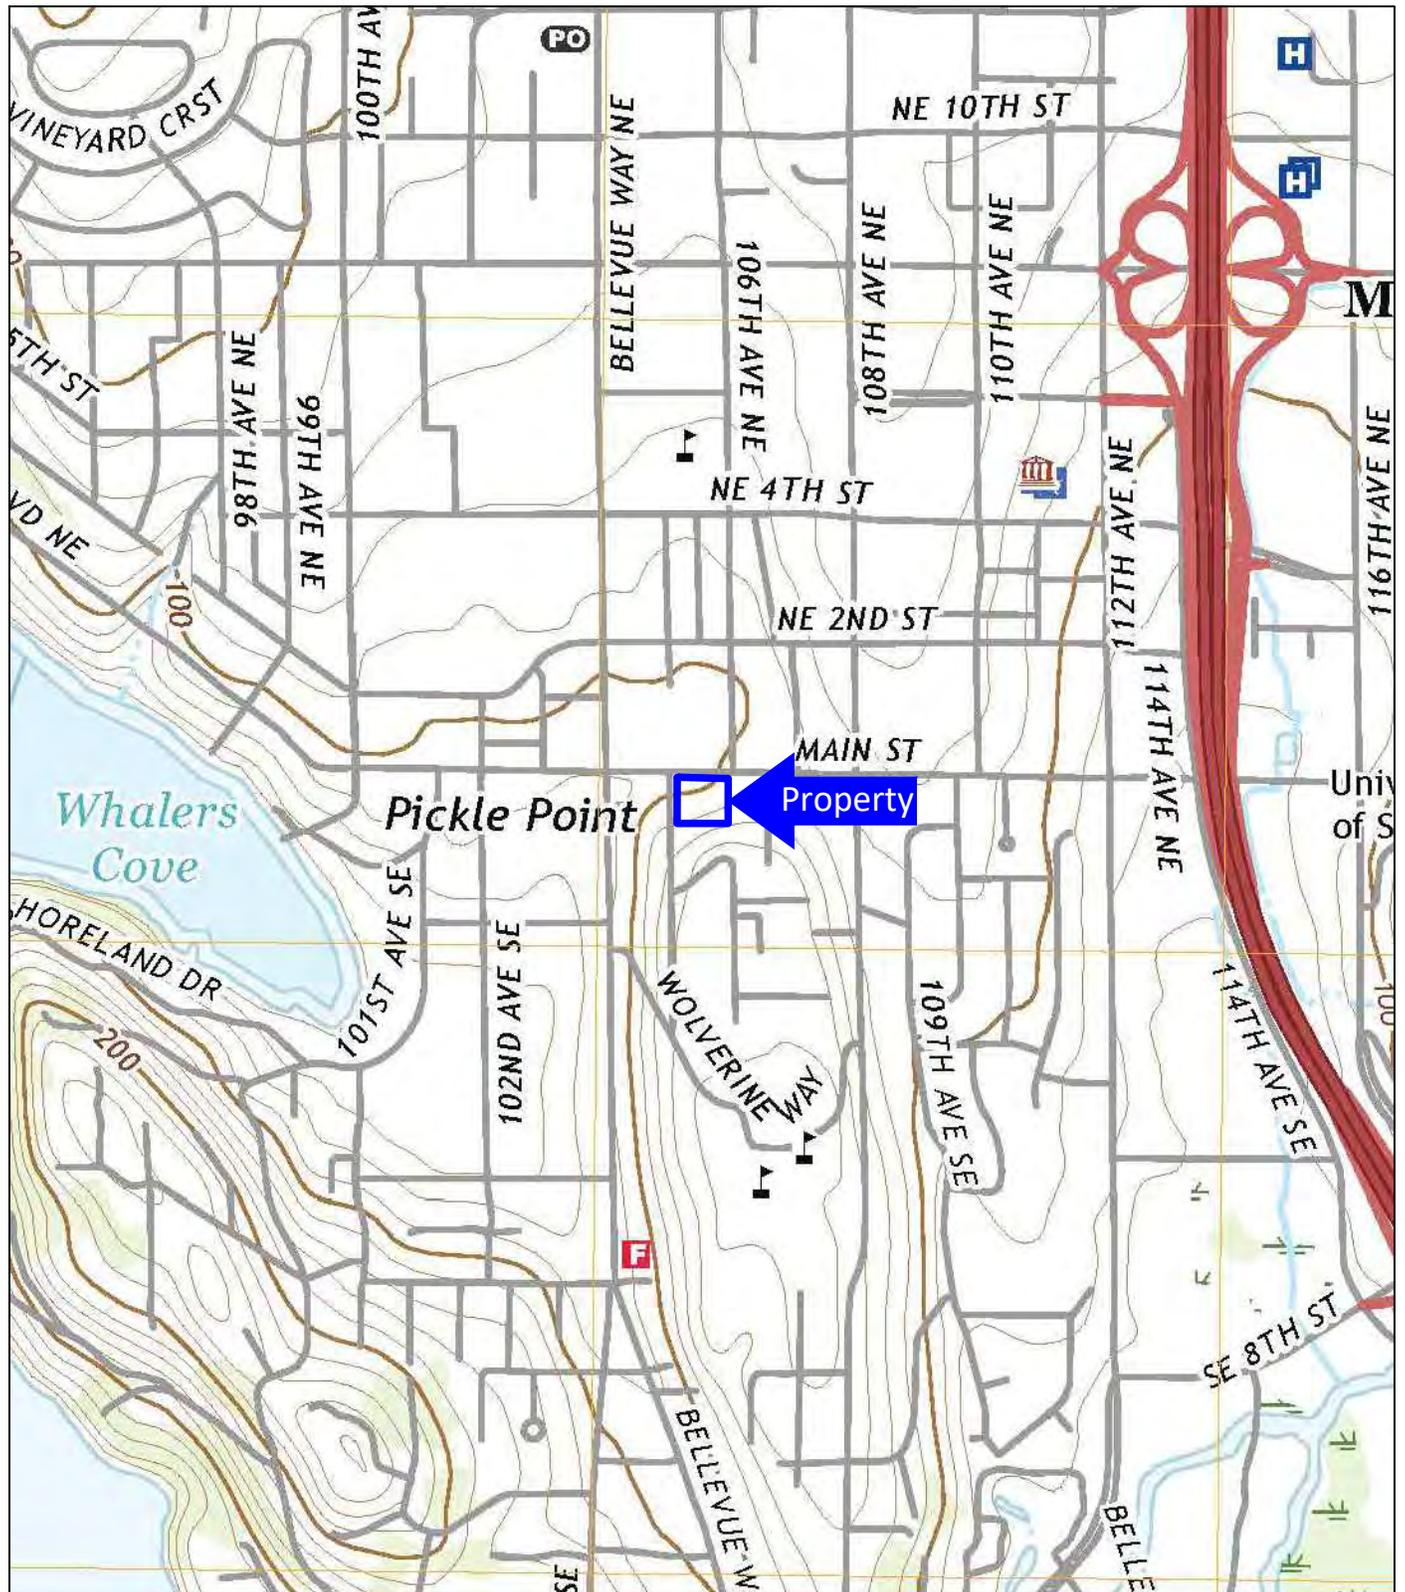 100TH AV
PO
H
VINEYARD CRST
NE 10TH ST
BELLEVUE WAY NE
H
106TH AVE NE
108TH AVE NE
110TH AVE NE
M
5TH ST
98TH AVE NE
99TH AVE NE
112TH AVE NE
116TH AVE NE
NE 4TH ST
VD NE
100
NE 2ND ST
114TH AVE NE
MAIN ST
Property
Univ
of S
Pickle Point
Whalers
Cove
HORELAND DR
101ST AVE SE
102ND AVE SE
WOLVERINE WAY
109TH AVE SE
114TH AVE SE
100
200
F
SE 8TH ST
BELLEVUE W
BELLE
SE